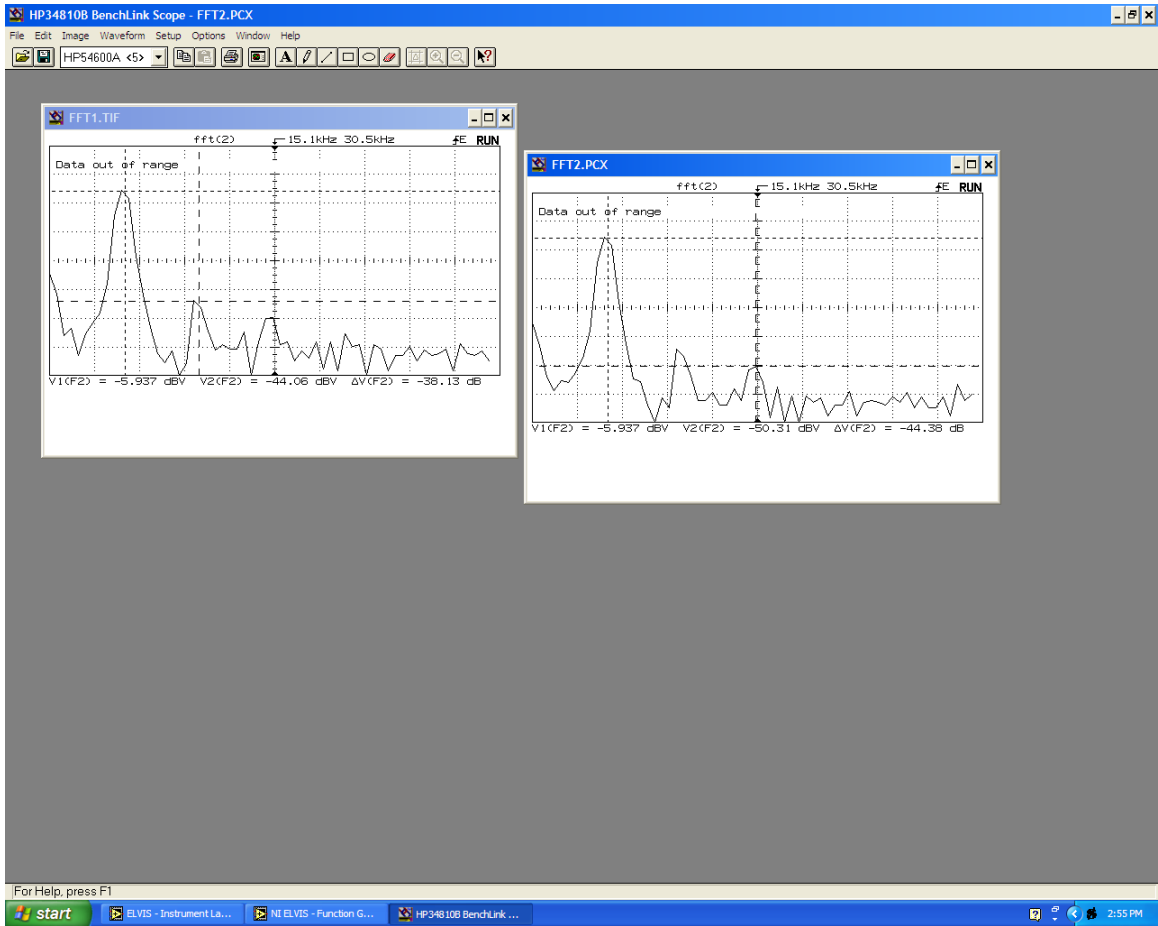 HP34810B BenchLink Scope - FFT2.PCX
File Edit Image Waveform Setup Options Window Help
HP54600A <5>
A
FFT1.TIF
fft(2) 15.1kHz 30.5kHz £E RUN
Data out of range
V1(F2) = -5.937 dBV V2(F2) = -44.06 dBV ΔV(F2) = -38.13 dB
FFT2.PCX
fft(2) 15.1kHz 30.5kHz £E RUN
Data out of range
V1(F2) = -5.937 dBV V2(F2) = -50.31 dBV ΔV(F2) = -44.38 dB
For Help, press F1
start ELVIS - Instrument La... NI ELVIS - Function G... HP34810B BenchLink ... 2:55 PM